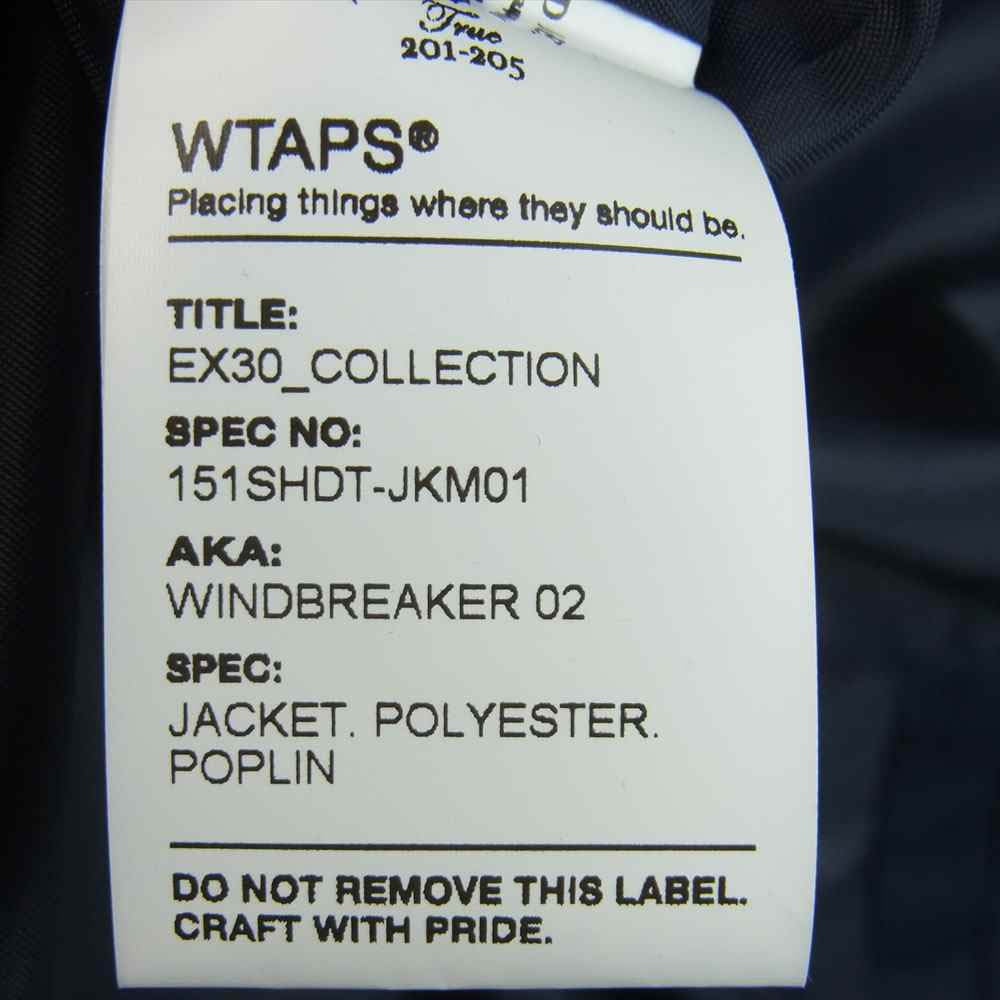 True
201-205
WTAPS®
Placing things where they should be.
TITLE:
EX30_COLLECTION
SPEC NO:
151SHDT-JKM01
AKA:
WINDBREAKER 02
SPEC:
JACKET. POLYESTER.
POPLIN
DO NOT REMOVE THIS LABEL.
CRAFT WITH PRIDE.